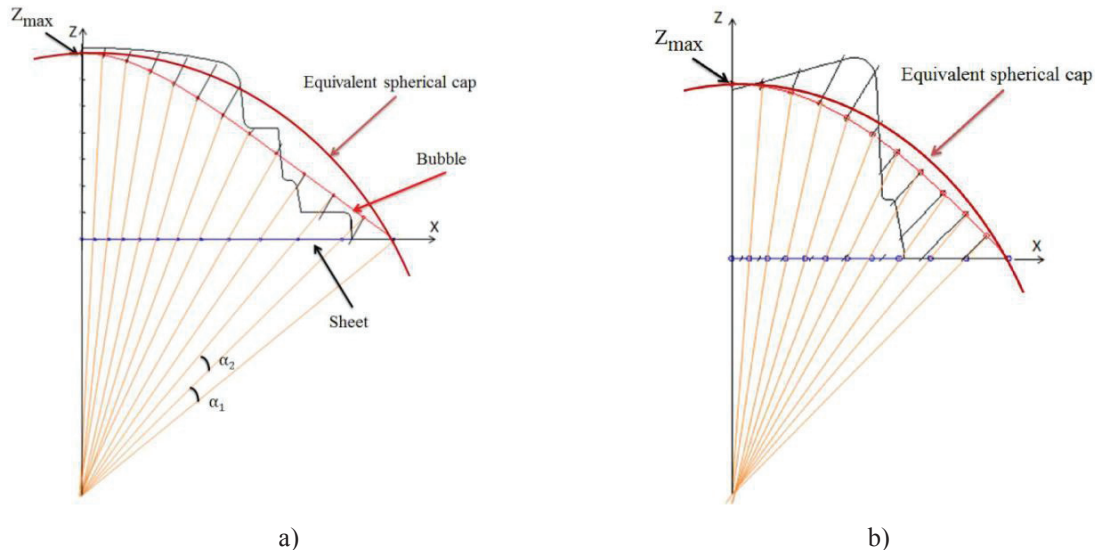 Zmax
Z
Equivalent spherical cap
Bubble
X
Sheet
α2
α1
a)
Z
Zmax
Equivalent spherical cap
X
b)